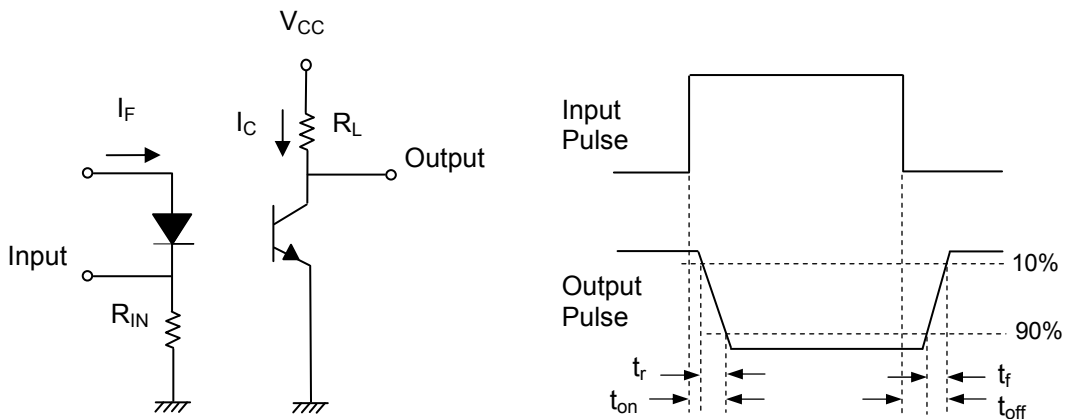 V_CC
I_F
I_C
R_L
Output
Input
R_IN
Input
Pulse
10%
Output
Pulse
90%
t_r
t_f
t_on
t_off